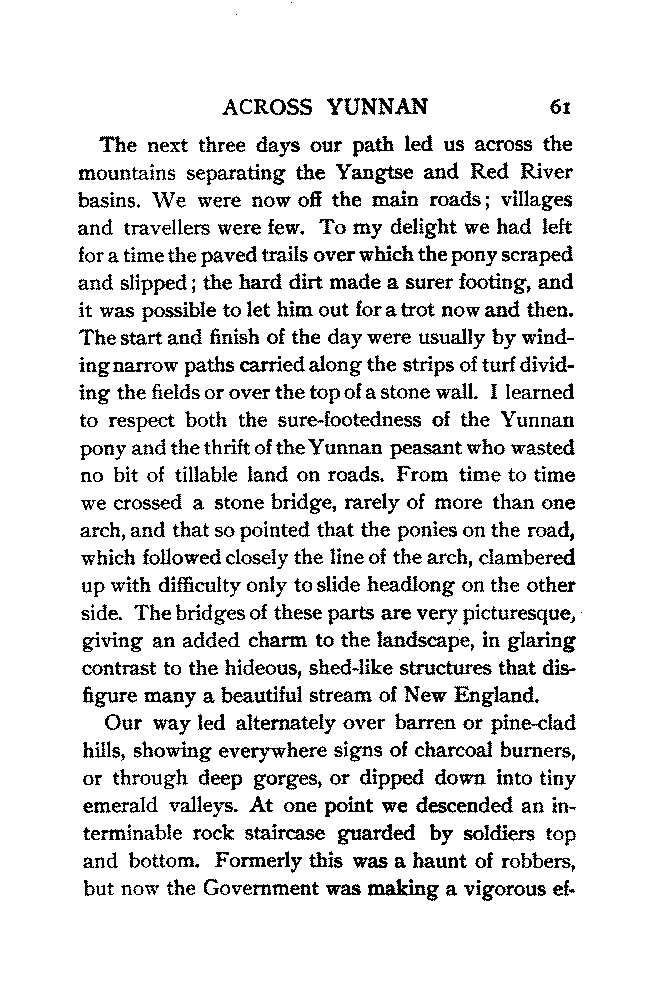 ACROSS YUNNAN 61
The next three days our path led us across the
mountains separating the Yangtse and Red River
basins. We were now off the main roads; villages
and travellers were few. To my delight we had left
for a time the paved trails over which the pony scraped
and slipped; the hard dirt made a surer footing, and
it was possible to let him out for a trot now and then.
The start and finish of the day were usually by wind-
ing narrow paths carried along the strips of turf divid-
ing the fields or over the top of a stone wall. I learned
to respect both the sure-footedness of the Yunnan
pony and the thrift of the Yunnan peasant who wasted
no bit of tillable land on roads. From time to time
we crossed a stone bridge, rarely of more than one
arch, and that so pointed that the ponies on the road,
which followed closely the line of the arch, clambered
up with difficulty only to slide headlong on the other
side. The bridges of these parts are very picturesque,
giving an added charm to the landscape, in glaring
contrast to the hideous, shed-like structures that dis-
figure many a beautiful stream of New England.
Our way led alternately over barren or pine-clad
hills, showing everywhere signs of charcoal burners,
or through deep gorges, or dipped down into tiny
emerald valleys. At one point we descended an in-
terminable rock staircase guarded by soldiers top
and bottom. Formerly this was a haunt of robbers,
but now the Government was making a vigorous ef-